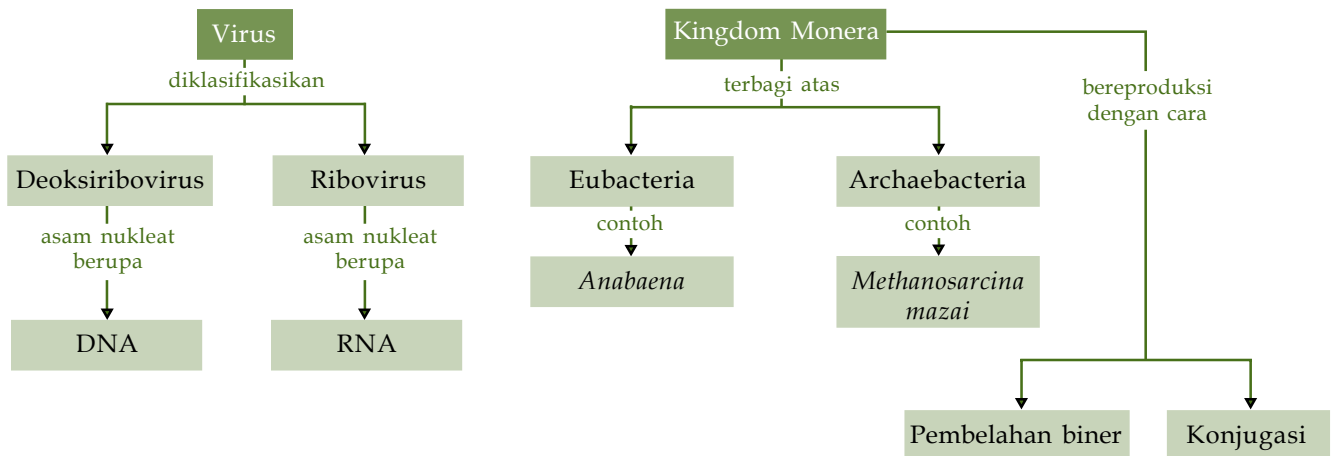 Virus
diklasifikasikan
Deoksiribovirus
Ribovirus
asam nukleat
berupa
asam nukleat
berupa
DNA
RNA
Kingdom Monera
terbagi atas
bereproduksi
dengan cara
Eubacteria
Archaebacteria
contoh
contoh
Anabaena
Methanosarcina
mazai
Pembelahan biner
Konjugasi